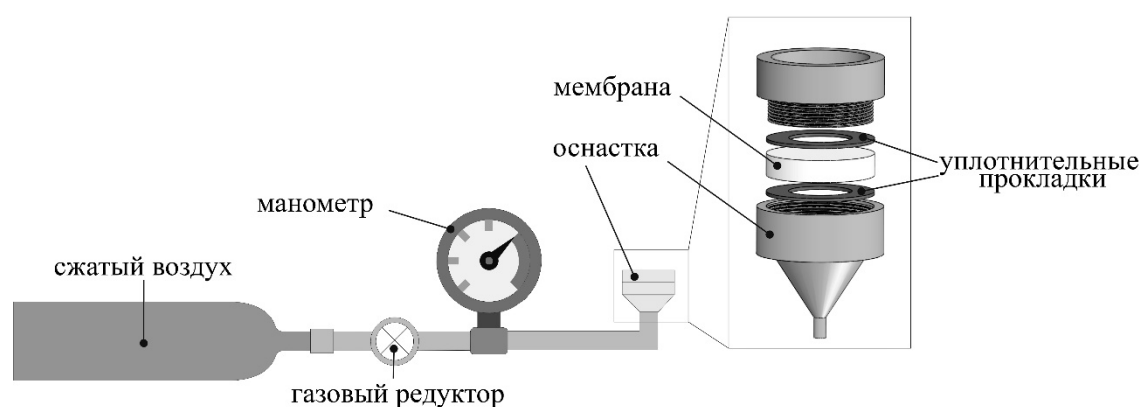 мембрана
оснастка
уплотнительные
прокладки
манометр
сжатый воздух
газовый редуктор